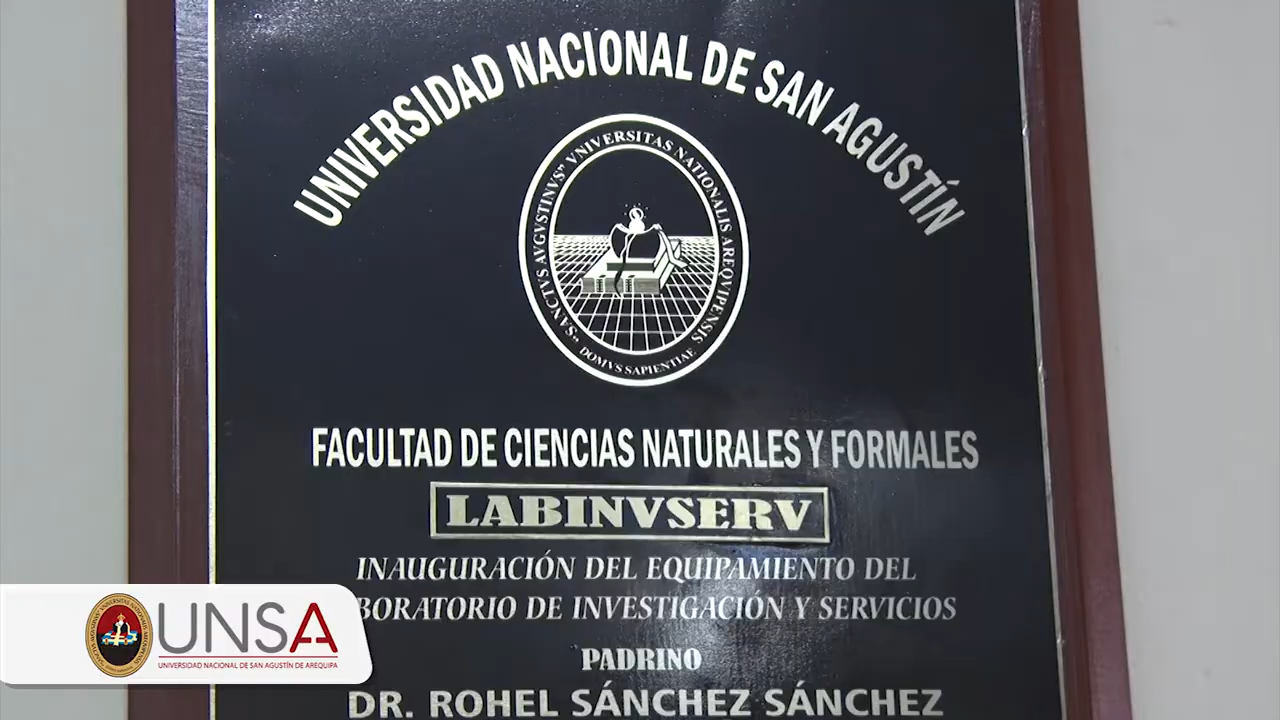 UNIVERSIDAD NACIONAL DE SAN AGUSTÍN
"SANCTVS AVGVSTINVS" VNIVERSITAS NATIONALIS AREQVIPENSIS
DOMVS SAPIENTIAE
FACULTAD DE CIENCIAS NATURALES Y FORMALES
LABINVSERV
INAUGURACIÓN DEL EQUIPAMIENTO DEL
BORATORIO DE INVESTIGACIÓN Y SERVICIOS
PADRINO
DR. ROHEL SÁNCHEZ SÁNCHEZ
UNSA
UNIVERSIDAD NACIONAL DE SAN AGUSTÍN DE AREQUIPA